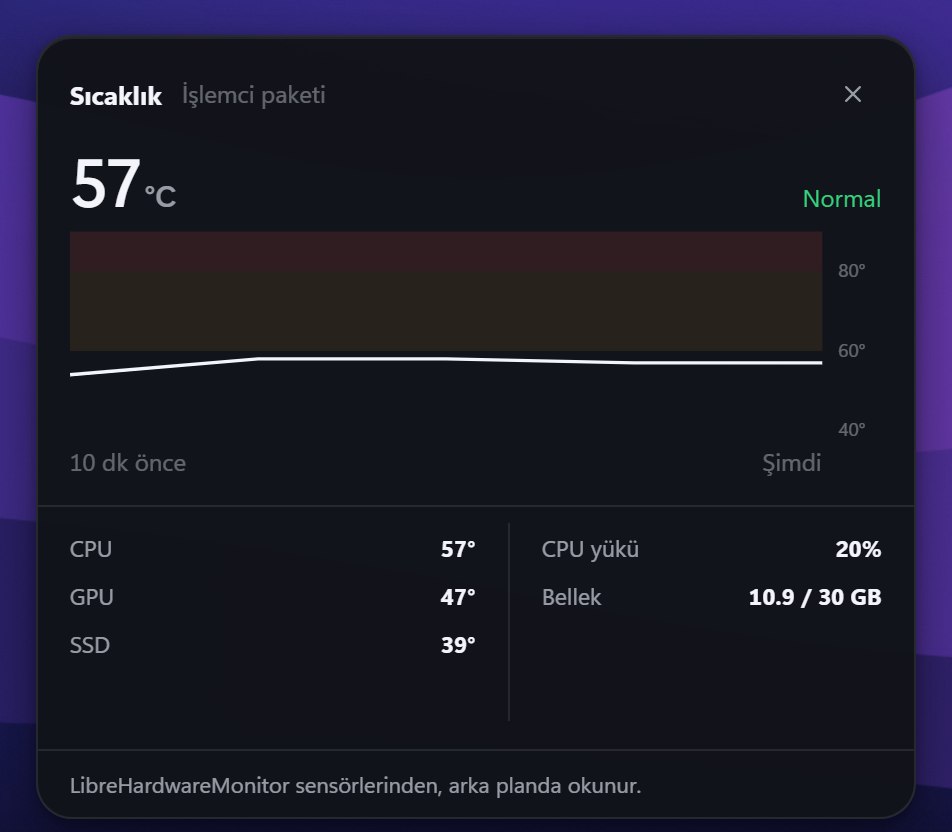 Sıcaklık İşlemci paketi
57 °C
Normal
80°
60°
40°
10 dk önce Şimdi
CPU 57°
GPU 47°
SSD 39°
CPU yükü 20%
Bellek 10.9 / 30 GB
LibreHardwareMonitor sensörlerinden, arka planda okunur.